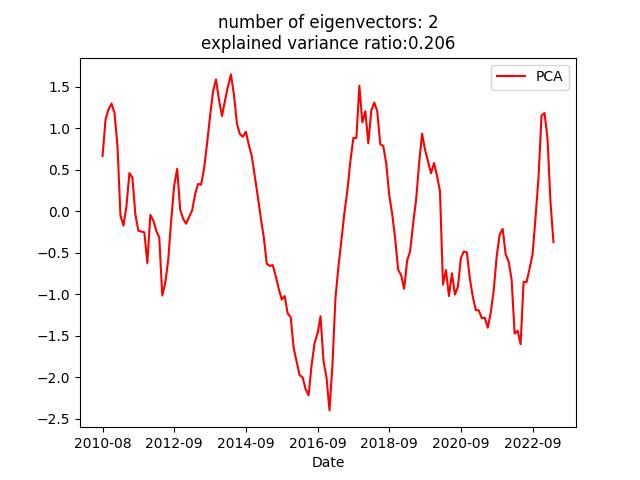 number of eigenvectors: 2
explained variance ratio:0.206
PCA
1.5
1.0
0.5
0.0
−0.5
−1.0
−1.5
−2.0
−2.5
2010-08 2012-09 2014-09 2016-09 2018-09 2020-09 2022-09
Date